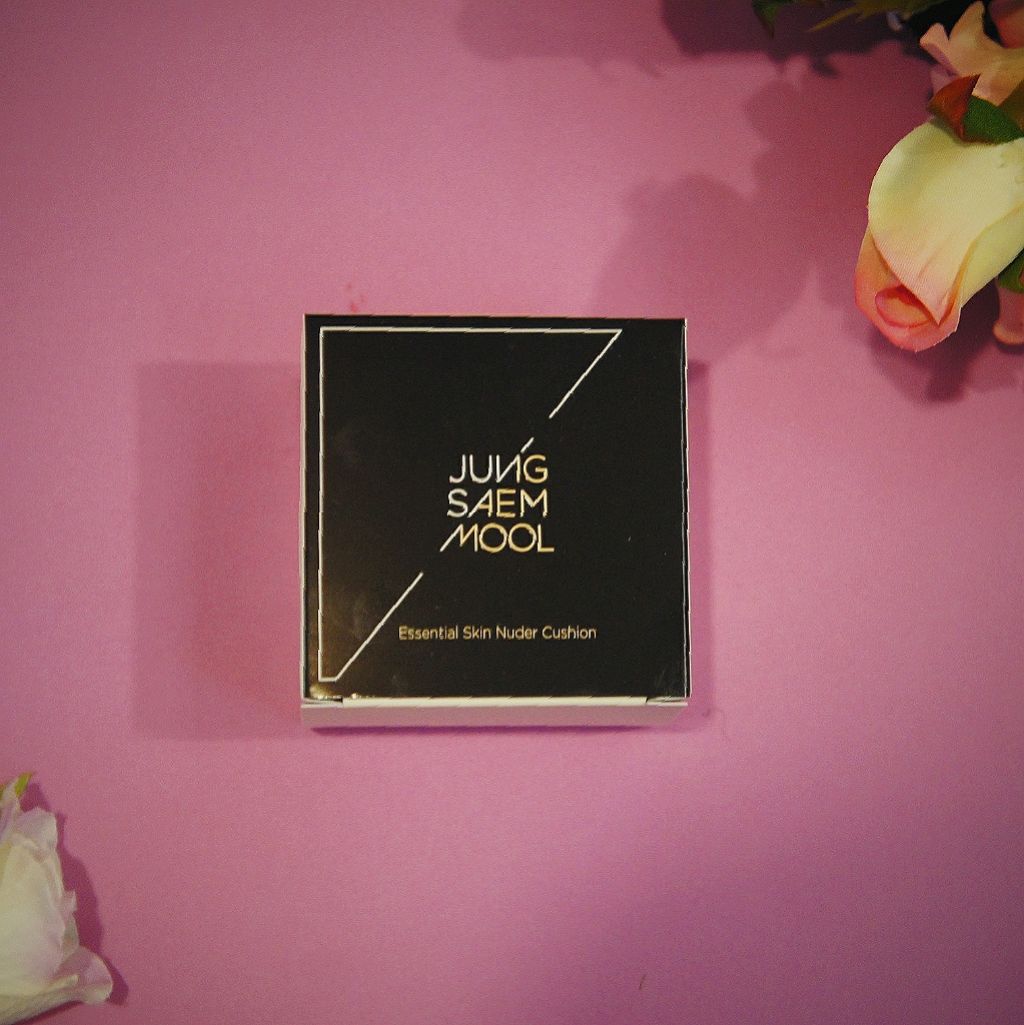 JUNG
SAEM
MOOL
Essential Skin Nuder Cushion